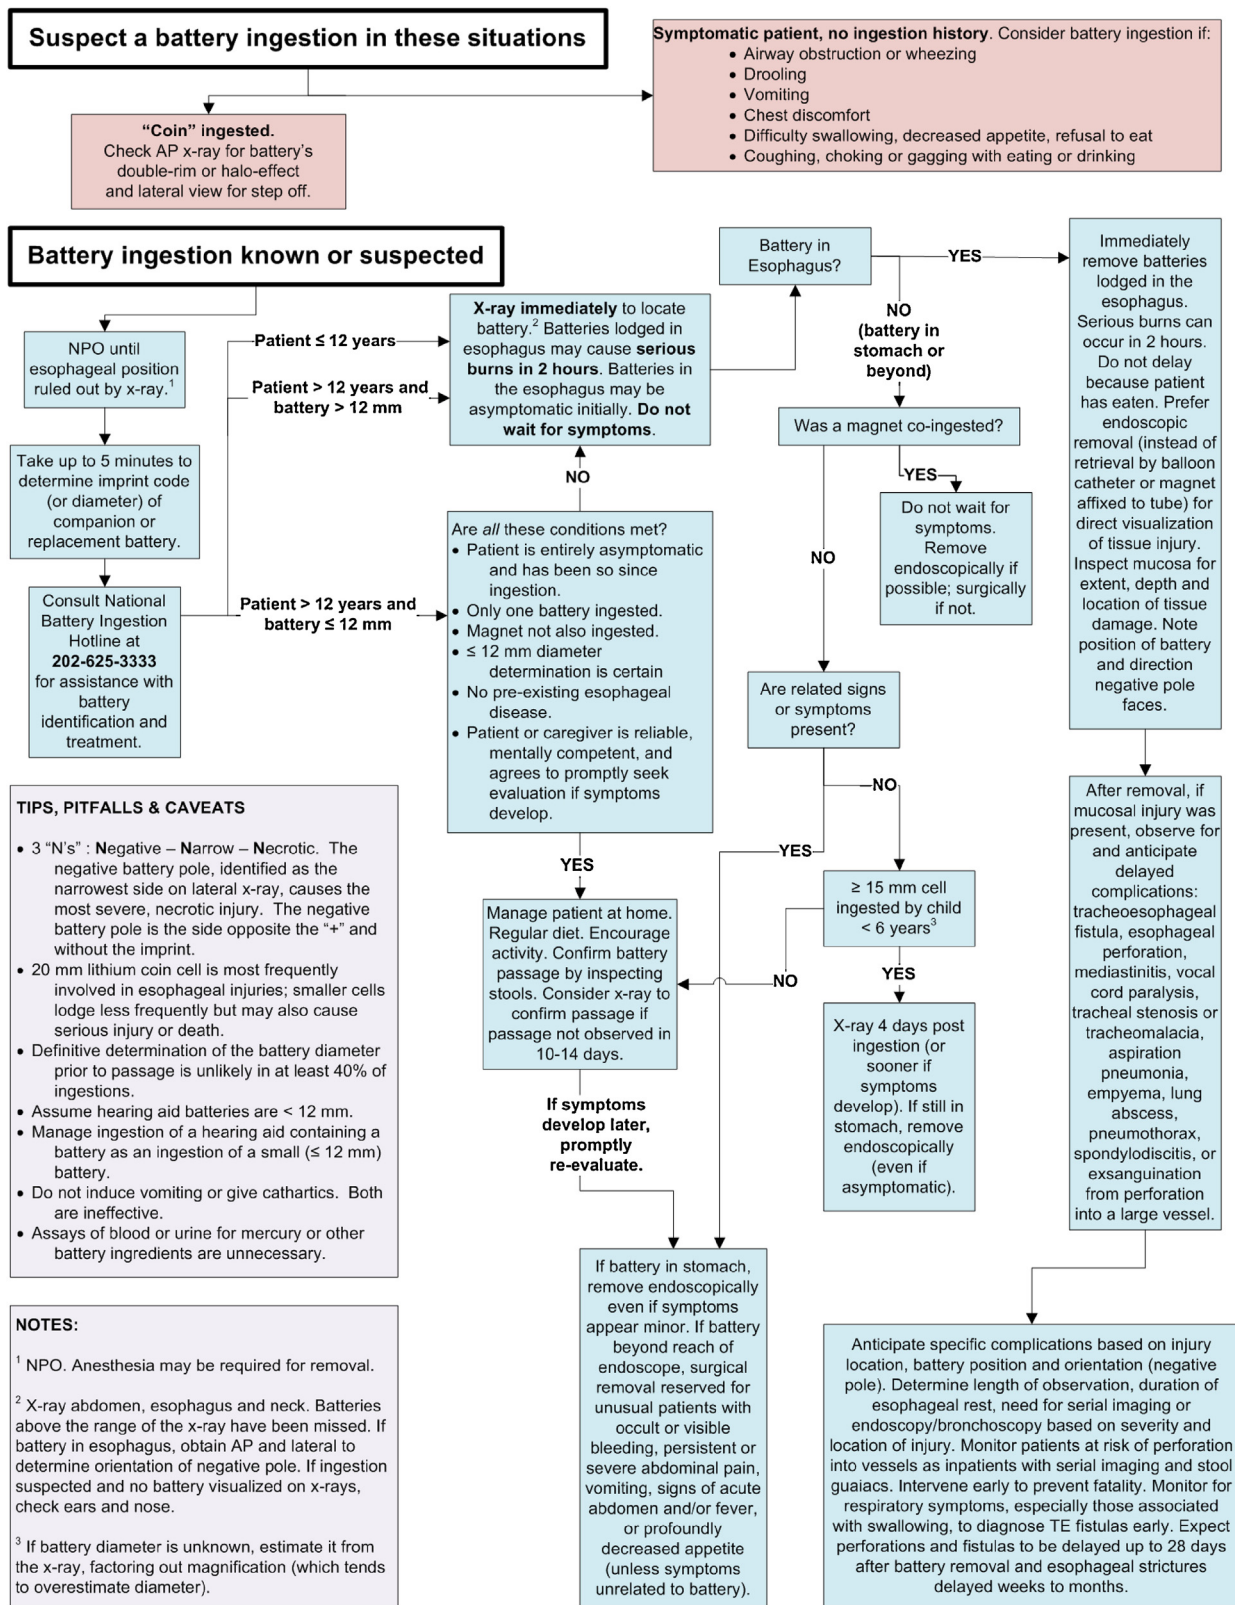 Suspect a battery ingestion in these situations
Symptomatic patient, no ingestion history. Consider battery ingestion if:
• Airway obstruction or wheezing
• Drooling
• Vomiting
• Chest discomfort
• Difficulty swallowing, decreased appetite, refusal to eat
• Coughing, choking or gagging with eating or drinking
“Coin” ingested.
Check AP x-ray for battery’s
double-rim or halo-effect
and lateral view for step off.
Battery ingestion known or suspected
NPO until
esophageal position
ruled out by x-ray.¹
Take up to 5 minutes to
determine imprint code
(or diameter) of
companion or
replacement battery.
Consult National
Battery Ingestion
Hotline at
202-625-3333
for assistance with
battery
identification and
treatment.
Patient ≤ 12 years
Patient > 12 years and
battery > 12 mm
Patient > 12 years and
battery ≤ 12 mm
X-ray immediately to locate
battery.² Batteries lodged in
esophagus may cause serious
burns in 2 hours. Batteries in
the esophagus may be
asymptomatic initially. Do not
wait for symptoms.
NO
Are all these conditions met?
• Patient is entirely asymptomatic
and has been so since
ingestion.
• Only one battery ingested.
• Magnet not also ingested.
• ≤ 12 mm diameter
determination is certain
• No pre-existing esophageal
disease.
• Patient or caregiver is reliable,
mentally competent, and
agrees to promptly seek
evaluation if symptoms
develop.
YES
Manage patient at home.
Regular diet. Encourage
activity. Confirm battery
passage by inspecting
stools. Consider x-ray to
confirm passage if
passage not observed in
10-14 days.
If symptoms
develop later,
promptly
re-evaluate.
Battery in
Esophagus?
YES
NO
(battery in
stomach or
beyond)
Was a magnet co-ingested?
YES
Do not wait for
symptoms.
Remove
endoscopically if
possible; surgically
if not.
NO
Are related signs
or symptoms
present?
NO
YES
≥ 15 mm cell
ingested by child
< 6 years³
NO
YES
X-ray 4 days post
ingestion (or
sooner if
symptoms
develop). If still in
stomach, remove
endoscopically
(even if
asymptomatic).
If battery in stomach,
remove endoscopically
even if symptoms
appear minor. If battery
beyond reach of
endoscope, surgical
removal reserved for
unusual patients with
occult or visible
bleeding, persistent or
severe abdominal pain,
vomiting, signs of acute
abdomen and/or fever,
or profoundly
decreased appetite
(unless symptoms
unrelated to battery).
Immediately
remove batteries
lodged in the
esophagus.
Serious burns can
occur in 2 hours.
Do not delay
because patient
has eaten. Prefer
endoscopic
removal (instead of
retrieval by balloon
catheter or magnet
affixed to tube) for
direct visualization
of tissue injury.
Inspect mucosa for
extent, depth and
location of tissue
damage. Note
position of battery
and direction
negative pole
faces.
After removal, if
mucosal injury was
present, observe for
and anticipate
delayed
complications:
tracheoesophageal
fistula, esophageal
perforation,
mediastinitis, vocal
cord paralysis,
tracheal stenosis or
tracheomalacia,
aspiration
pneumonia,
empyema, lung
abscess,
pneumothorax,
spondylodiscitis, or
exsanguination
from perforation
into a large vessel.
Anticipate specific complications based on injury
location, battery position and orientation (negative
pole). Determine length of observation, duration of
esophageal rest, need for serial imaging or
endoscopy/bronchoscopy based on severity and
location of injury. Monitor patients at risk of perforation
into vessels as inpatients with serial imaging and stool
guaiacs. Intervene early to prevent fatality. Monitor for
respiratory symptoms, especially those associated
with swallowing, to diagnose TE fistulas early. Expect
perforations and fistulas to be delayed up to 28 days
after battery removal and esophageal strictures
delayed weeks to months.
TIPS, PITFALLS & CAVEATS
• 3 “N’s” : Negative – Narrow – Necrotic. The
negative battery pole, identified as the
narrowest side on lateral x-ray, causes the
most severe, necrotic injury. The negative
battery pole is the side opposite the “+” and
without the imprint.
• 20 mm lithium coin cell is most frequently
involved in esophageal injuries; smaller cells
lodge less frequently but may also cause
serious injury or death.
• Definitive determination of the battery diameter
prior to passage is unlikely in at least 40% of
ingestions.
• Assume hearing aid batteries are < 12 mm.
• Manage ingestion of a hearing aid containing a
battery as an ingestion of a small (≤ 12 mm)
battery.
• Do not induce vomiting or give cathartics. Both
are ineffective.
• Assays of blood or urine for mercury or other
battery ingredients are unnecessary.
NOTES:
¹ NPO. Anesthesia may be required for removal.
² X-ray abdomen, esophagus and neck. Batteries
above the range of the x-ray have been missed. If
battery in esophagus, obtain AP and lateral to
determine orientation of negative pole. If ingestion
suspected and no battery visualized on x-rays,
check ears and nose.
³ If battery diameter is unknown, estimate it from
the x-ray, factoring out magnification (which tends
to overestimate diameter).